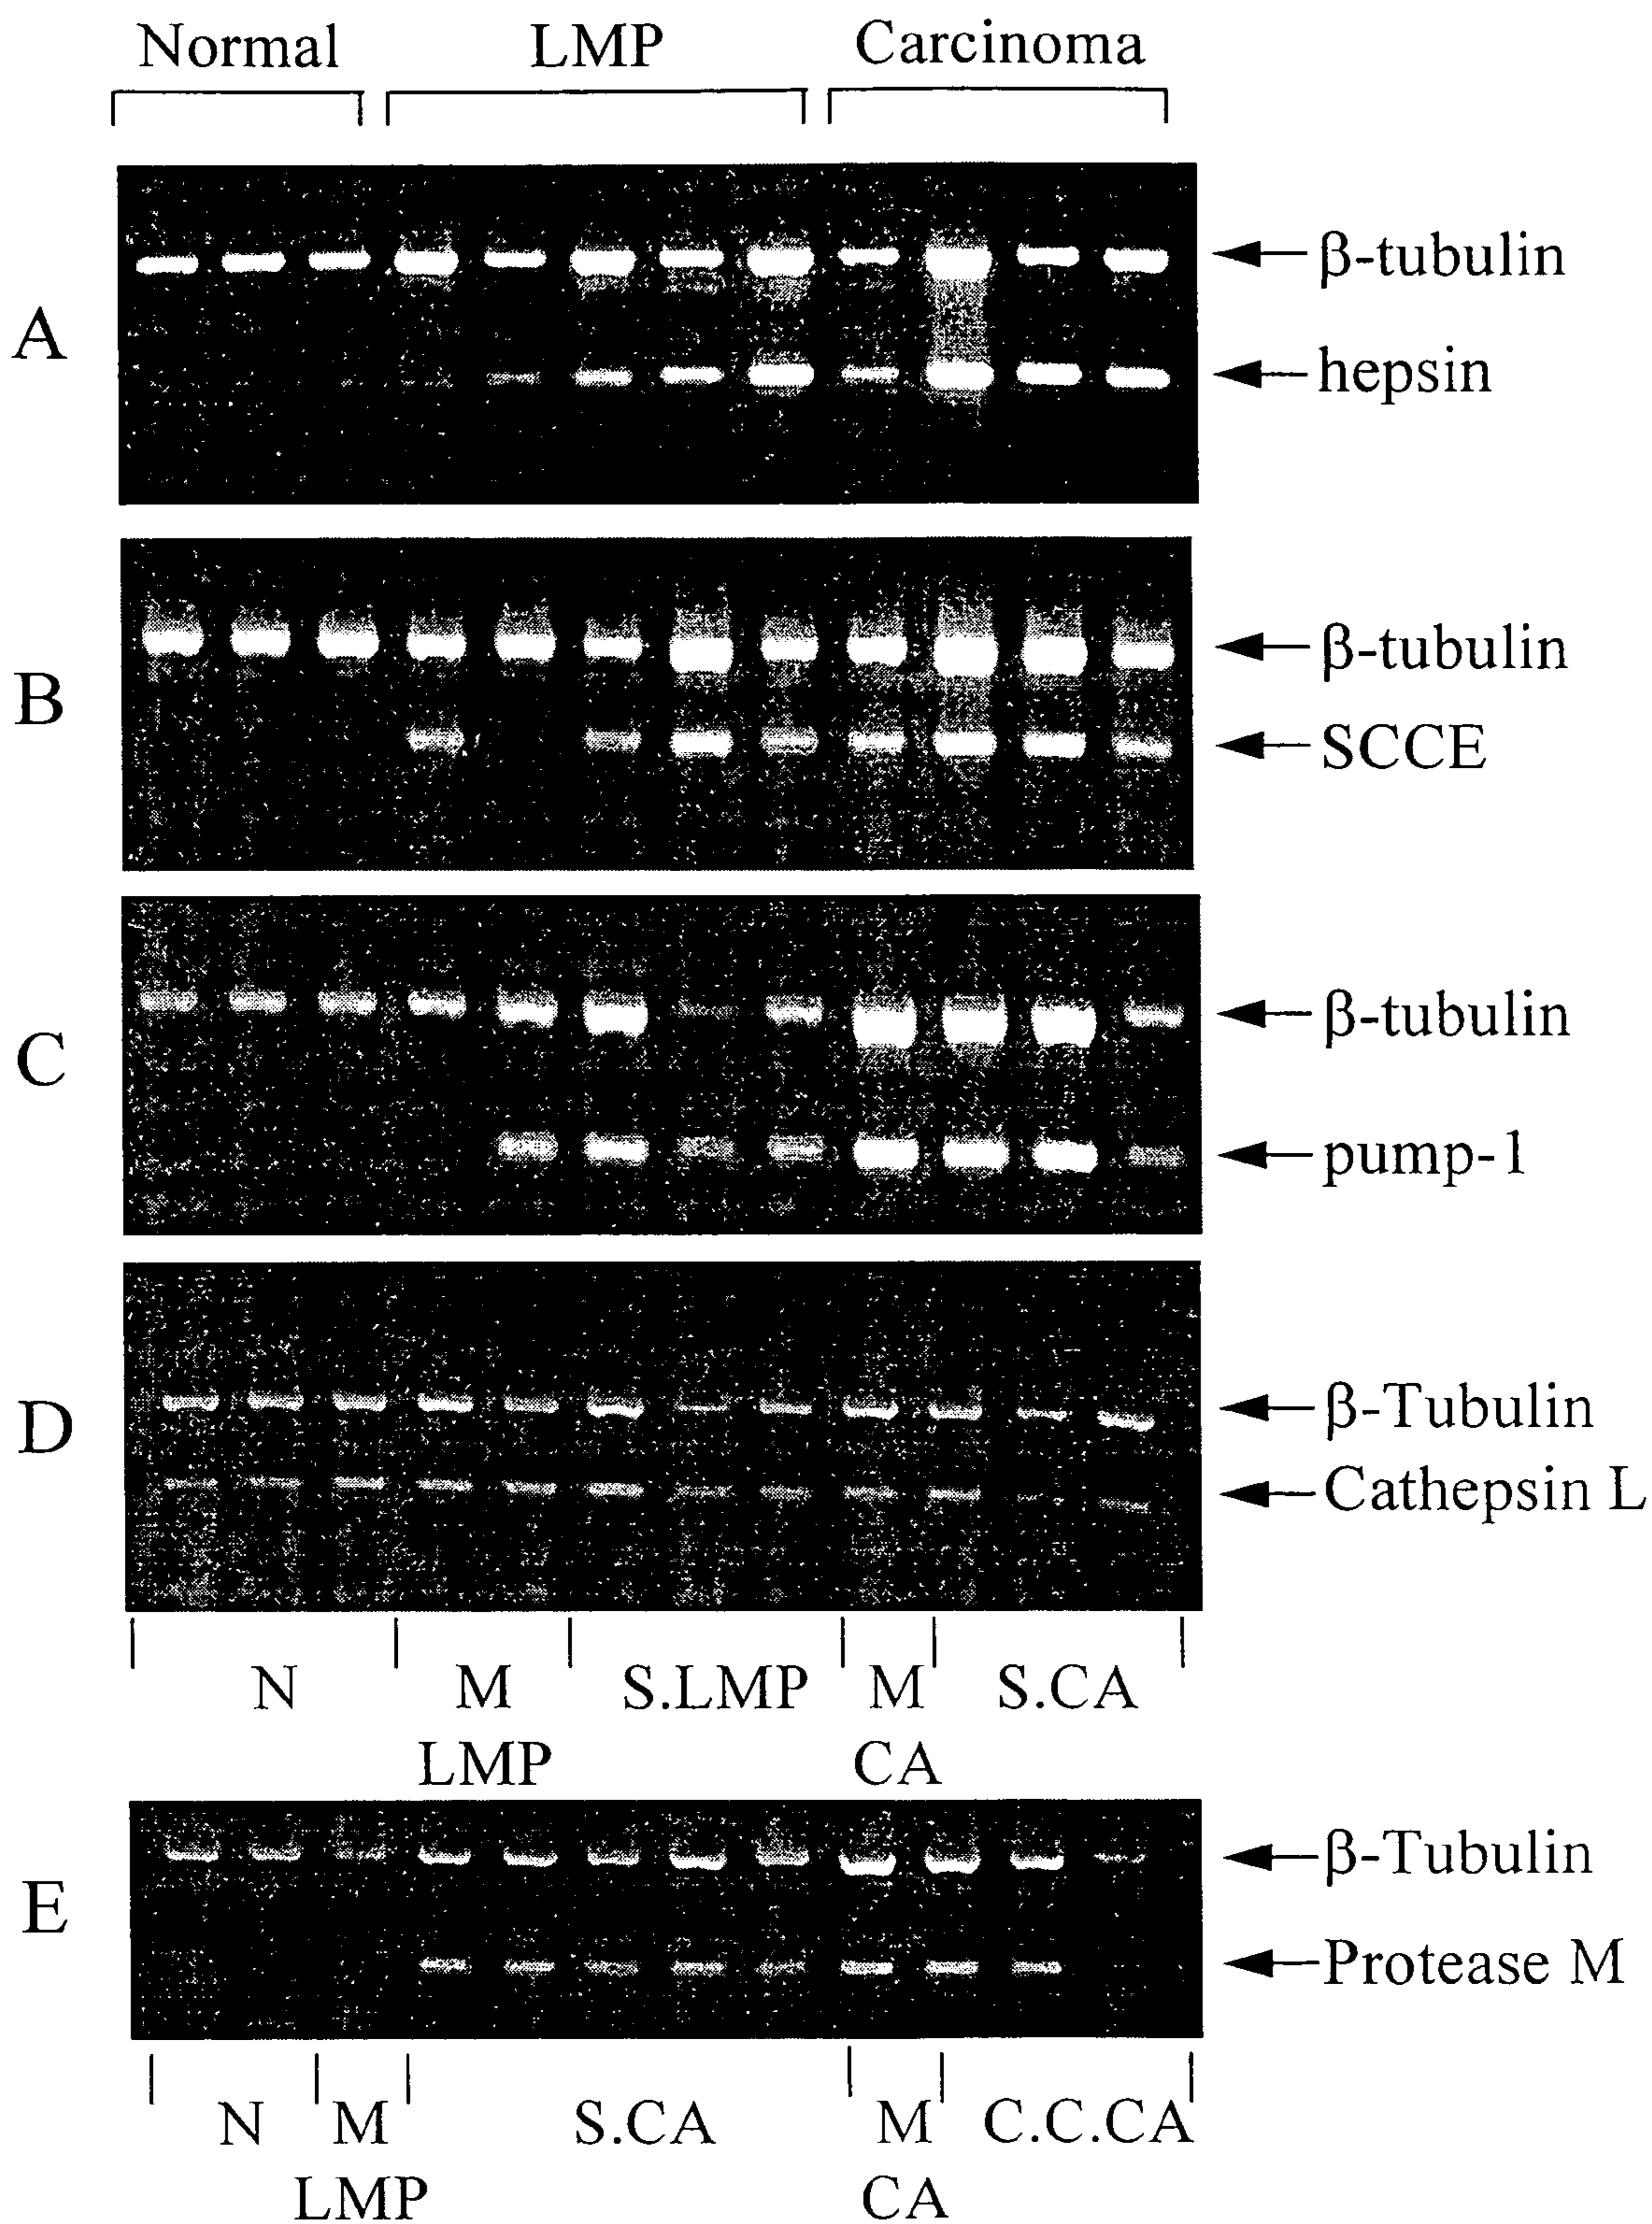 Normal LMP Carcinoma
A
β-tubulin
hepsin
B
β-tubulin
SCCE
C
β-tubulin
pump-1
D
β-Tubulin
Cathepsin L
N M S.LMP M S.CA
LMP CA
E
β-Tubulin
Protease M
N M S.CA M C.C.CA
LMP CA